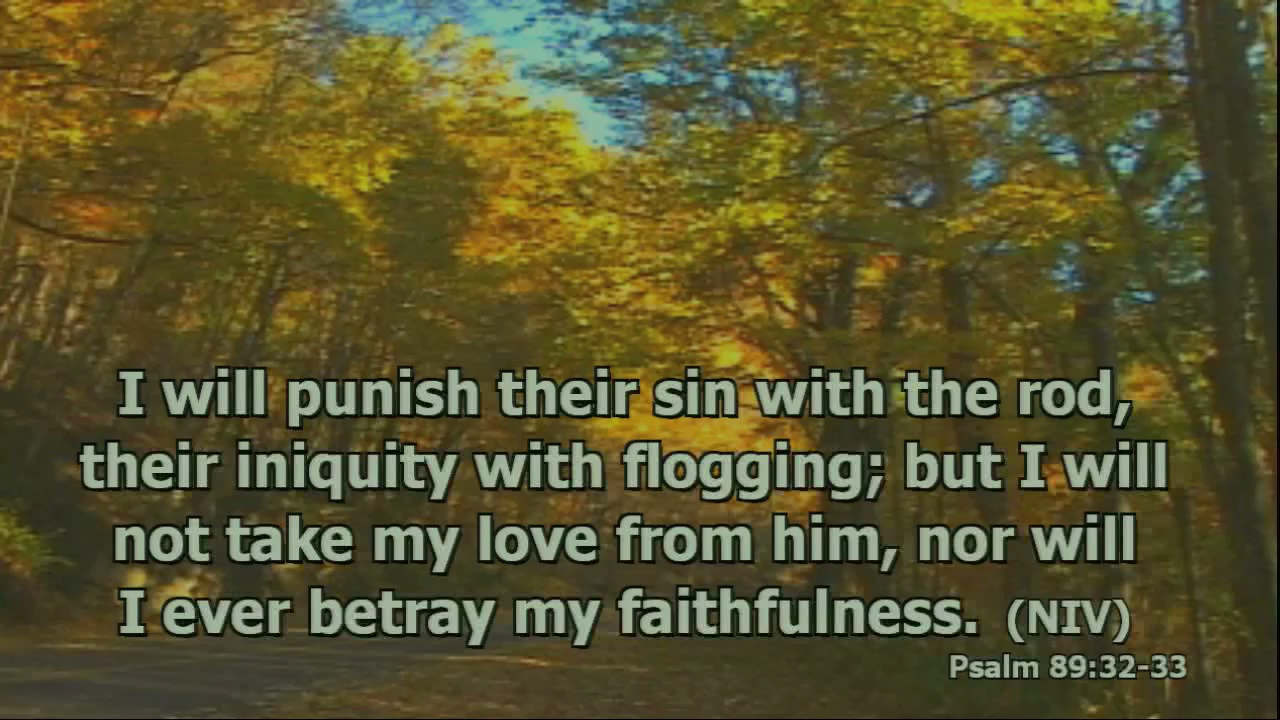 I will punish their sin with the rod,
their iniquity with flogging; but I will
not take my love from him, nor will
I ever betray my faithfulness. (NIV)
Psalm 89:32-33